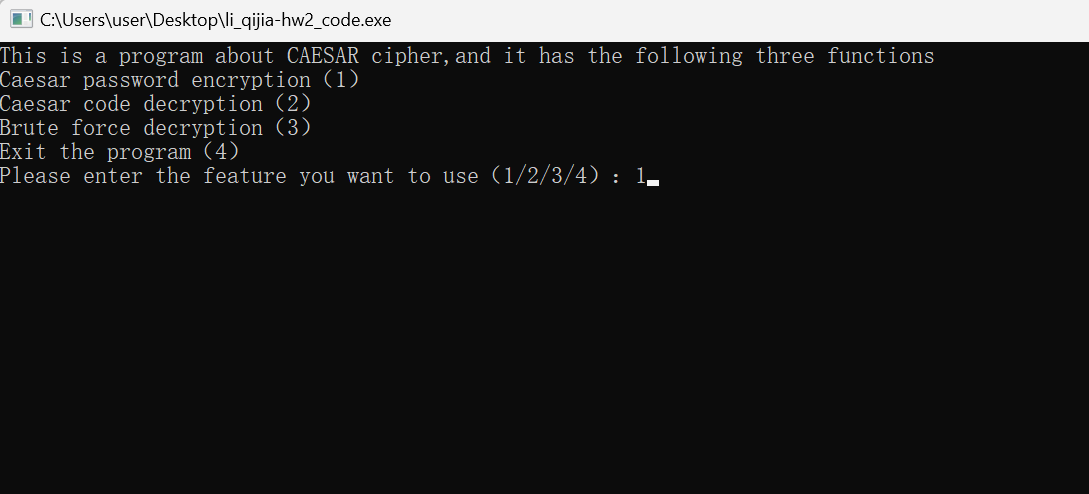 C:\Users\user\Desktop\li_qijia-hw2_code.exe
This is a program about CAESAR cipher,and it has the following three functions
Caesar password encryption（1）
Caesar code decryption（2）
Brute force decryption（3）
Exit the program（4）
Please enter the feature you want to use（1/2/3/4）：1